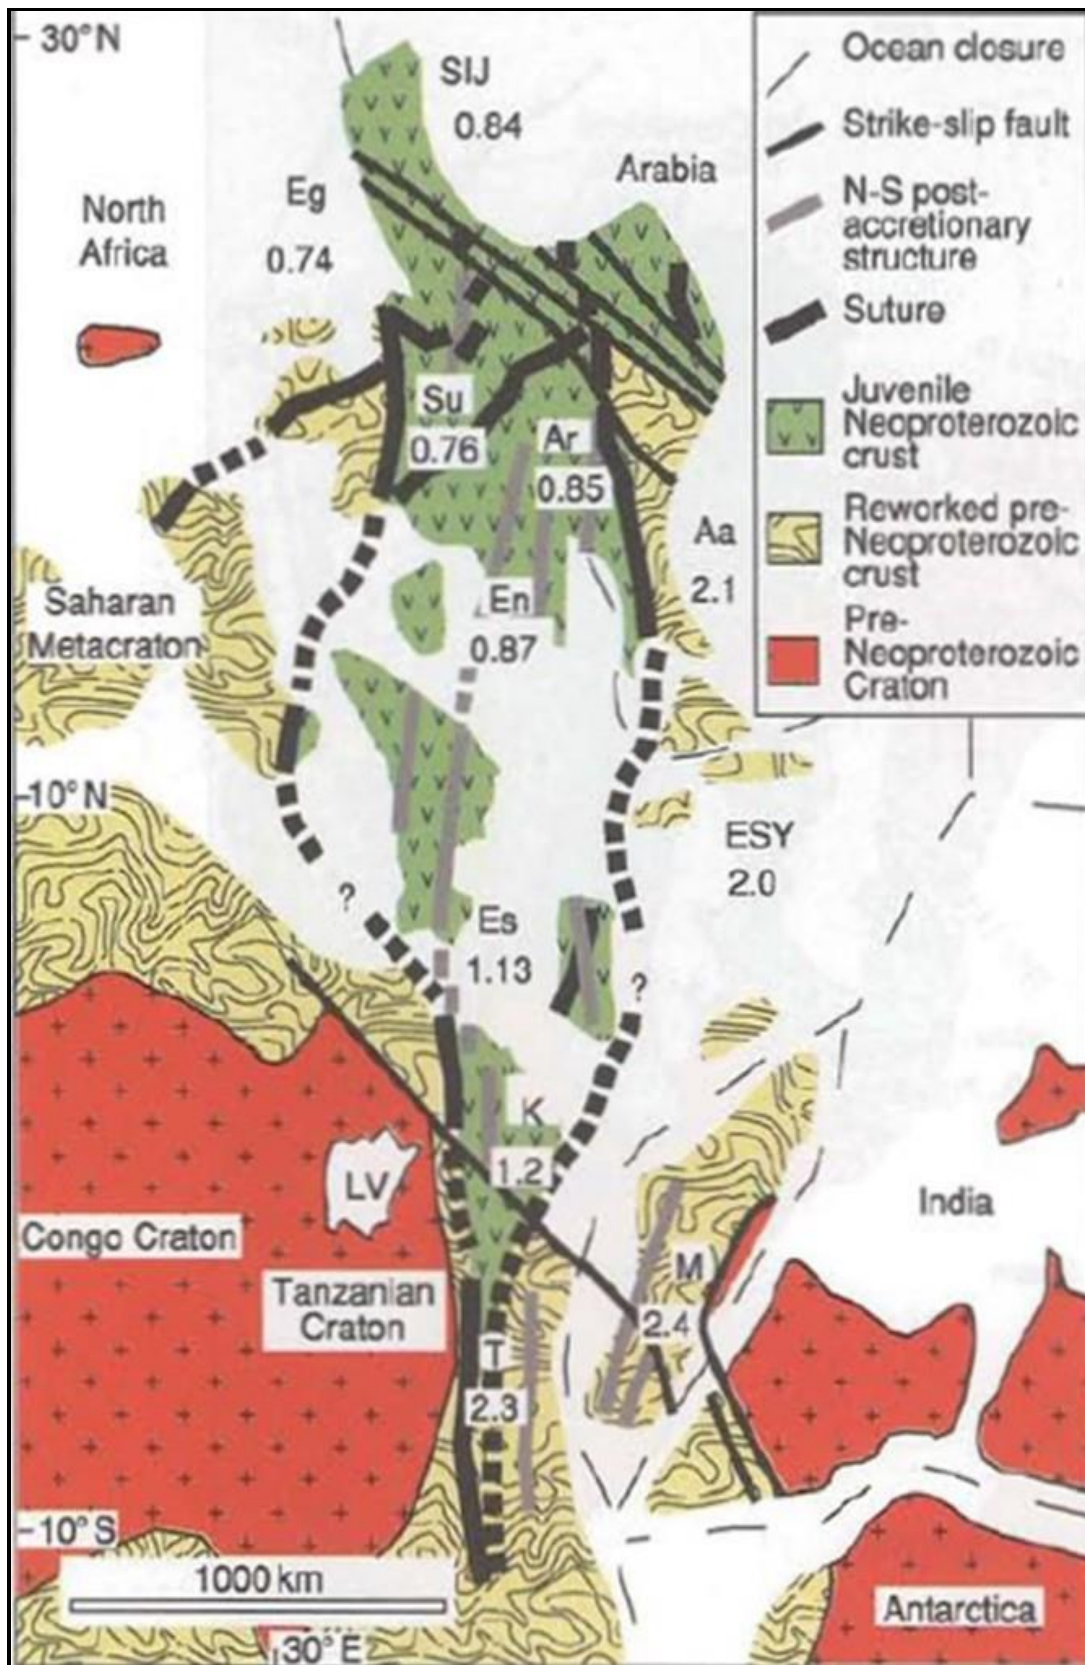 30°N
SIJ
0.84
Arabia
Eg
0.74
North
Africa
Su
0.76
Ar
0.85
Aa
2.1
En
0.87
Saharan
Metacraton
10°N
ESY
2.0
?
Es
1.13
?
K
1.2
LV
India
Congo Craton
M
Tanzanian
Craton
2.4
T
2.3
10°S
1000 km
Antarctica
30°E
Ocean closure
Strike-slip fault
N-S post-
accretionary
structure
Suture
Juvenile
Neoproterozoic
crust
Reworked pre-
Neoproterozoic
crust
Pre-
Neoproterozoic
Craton